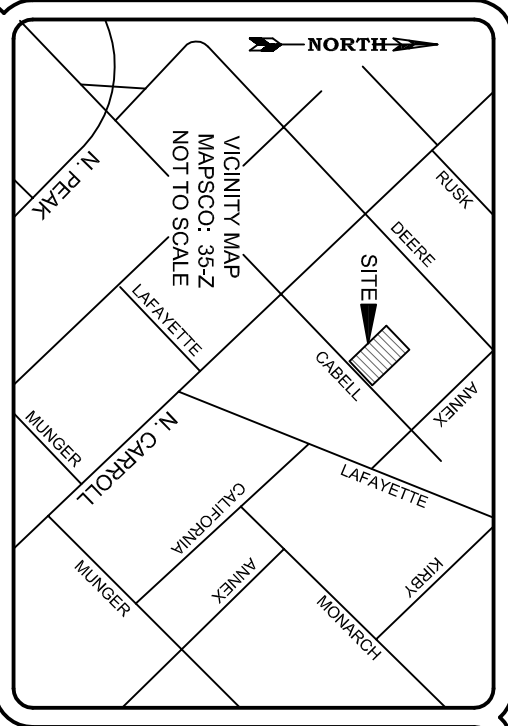 NORTH
VICINITY MAP
MAPSCO: 35-Z
NOT TO SCALE
N. PEAK
RUSK
DEERE
SITE
LAFAYETTE
CABELL
ANNEX
MUNGER
N. CARROLL
LAFAYETTE
CALIFORNIA
MUNGER
ANNEX
KIRBY
MONARCH